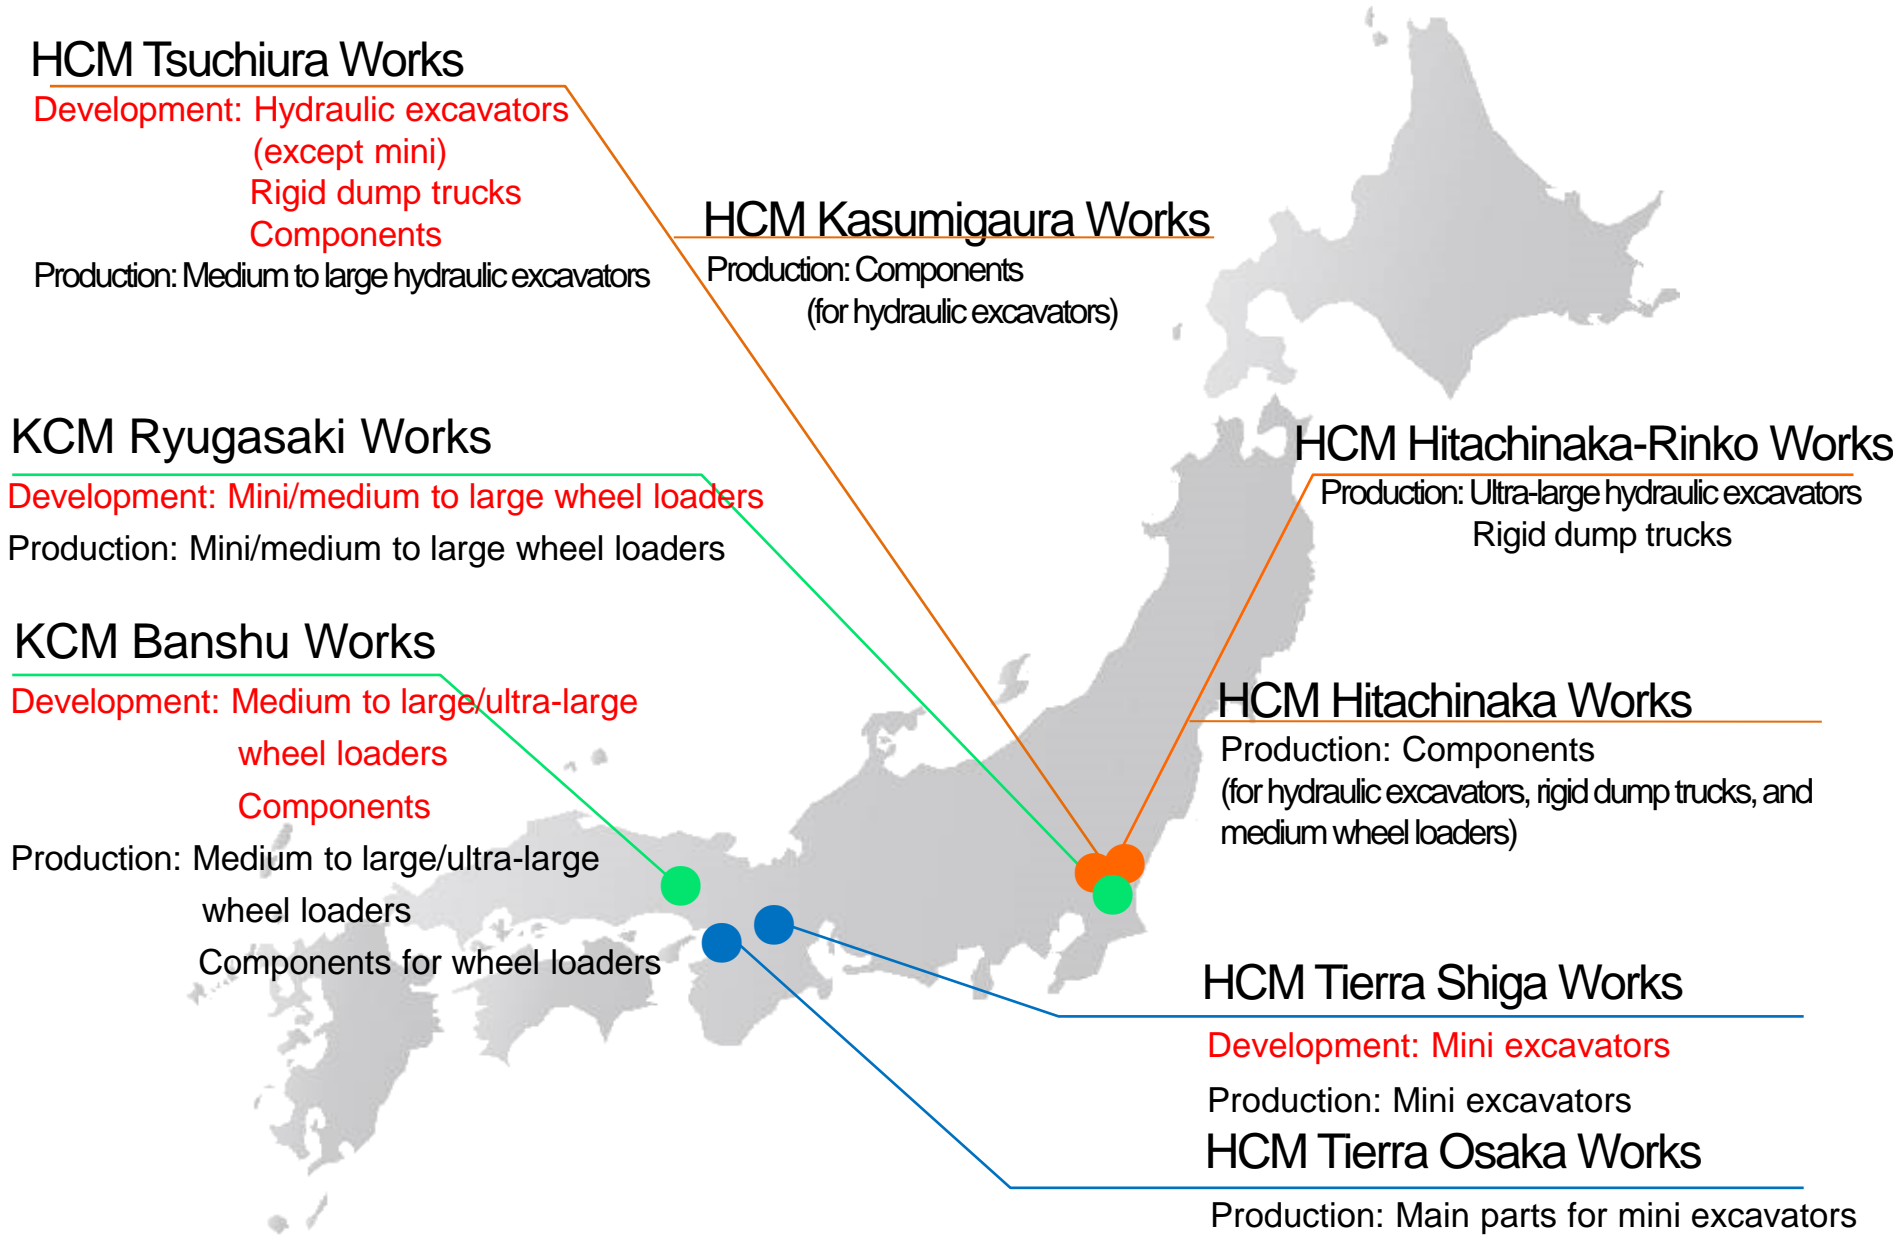 HCM Tsuchiura Works
Development: Hydraulic excavators
(except mini)
Rigid dump trucks
Components
Production: Medium to large hydraulic excavators
HCM Kasumigaura Works
Production: Components
(for hydraulic excavators)
KCM Ryugasaki Works
Development: Mini/medium to large wheel loaders
Production: Mini/medium to large wheel loaders
HCM Hitachinaka-Rinko Works
Production: Ultra-large hydraulic excavators
Rigid dump trucks
KCM Banshu Works
Development: Medium to large/ultra-large
wheel loaders
Components
Production: Medium to large/ultra-large
wheel loaders
Components for wheel loaders
HCM Hitachinaka Works
Production: Components
(for hydraulic excavators, rigid dump trucks, and
medium wheel loaders)
HCM Tierra Shiga Works
Development: Mini excavators
Production: Mini excavators
HCM Tierra Osaka Works
Production: Main parts for mini excavators